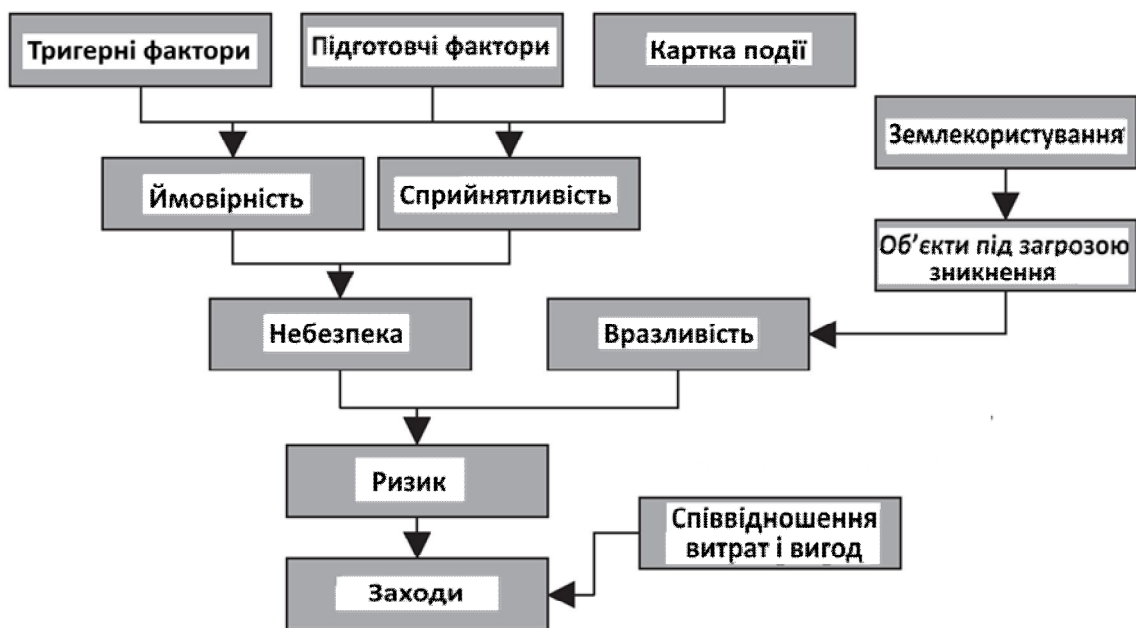 Тригерні фактори
Підготовчі фактори
Картка події
Землекористування
Ймовірність
Сприйнятливість
Об’єкти під загрозою
зникнення
Небезпека
Вразливість
Ризик
Співвідношення
витрат і вигод
Заходи